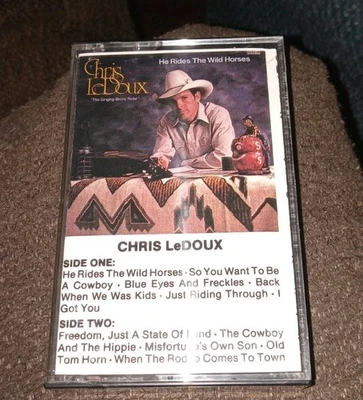 He Rides The Wild Horses
Chris
LeDoux
"The Singing Bronc Rider"
CHRIS LeDOUX
SIDE ONE:
He Rides The Wild Horses · So You Want To Be
A Cowboy · Blue Eyes And Freckles · Back
When We Was Kids · Just Riding Through · I
Got You
SIDE TWO:
Freedom, Just A State Of Mind · The Cowboy
And The Hippie · Misfortune's Own Son · Old
Tom Horn · When The Rodeo Comes To Town